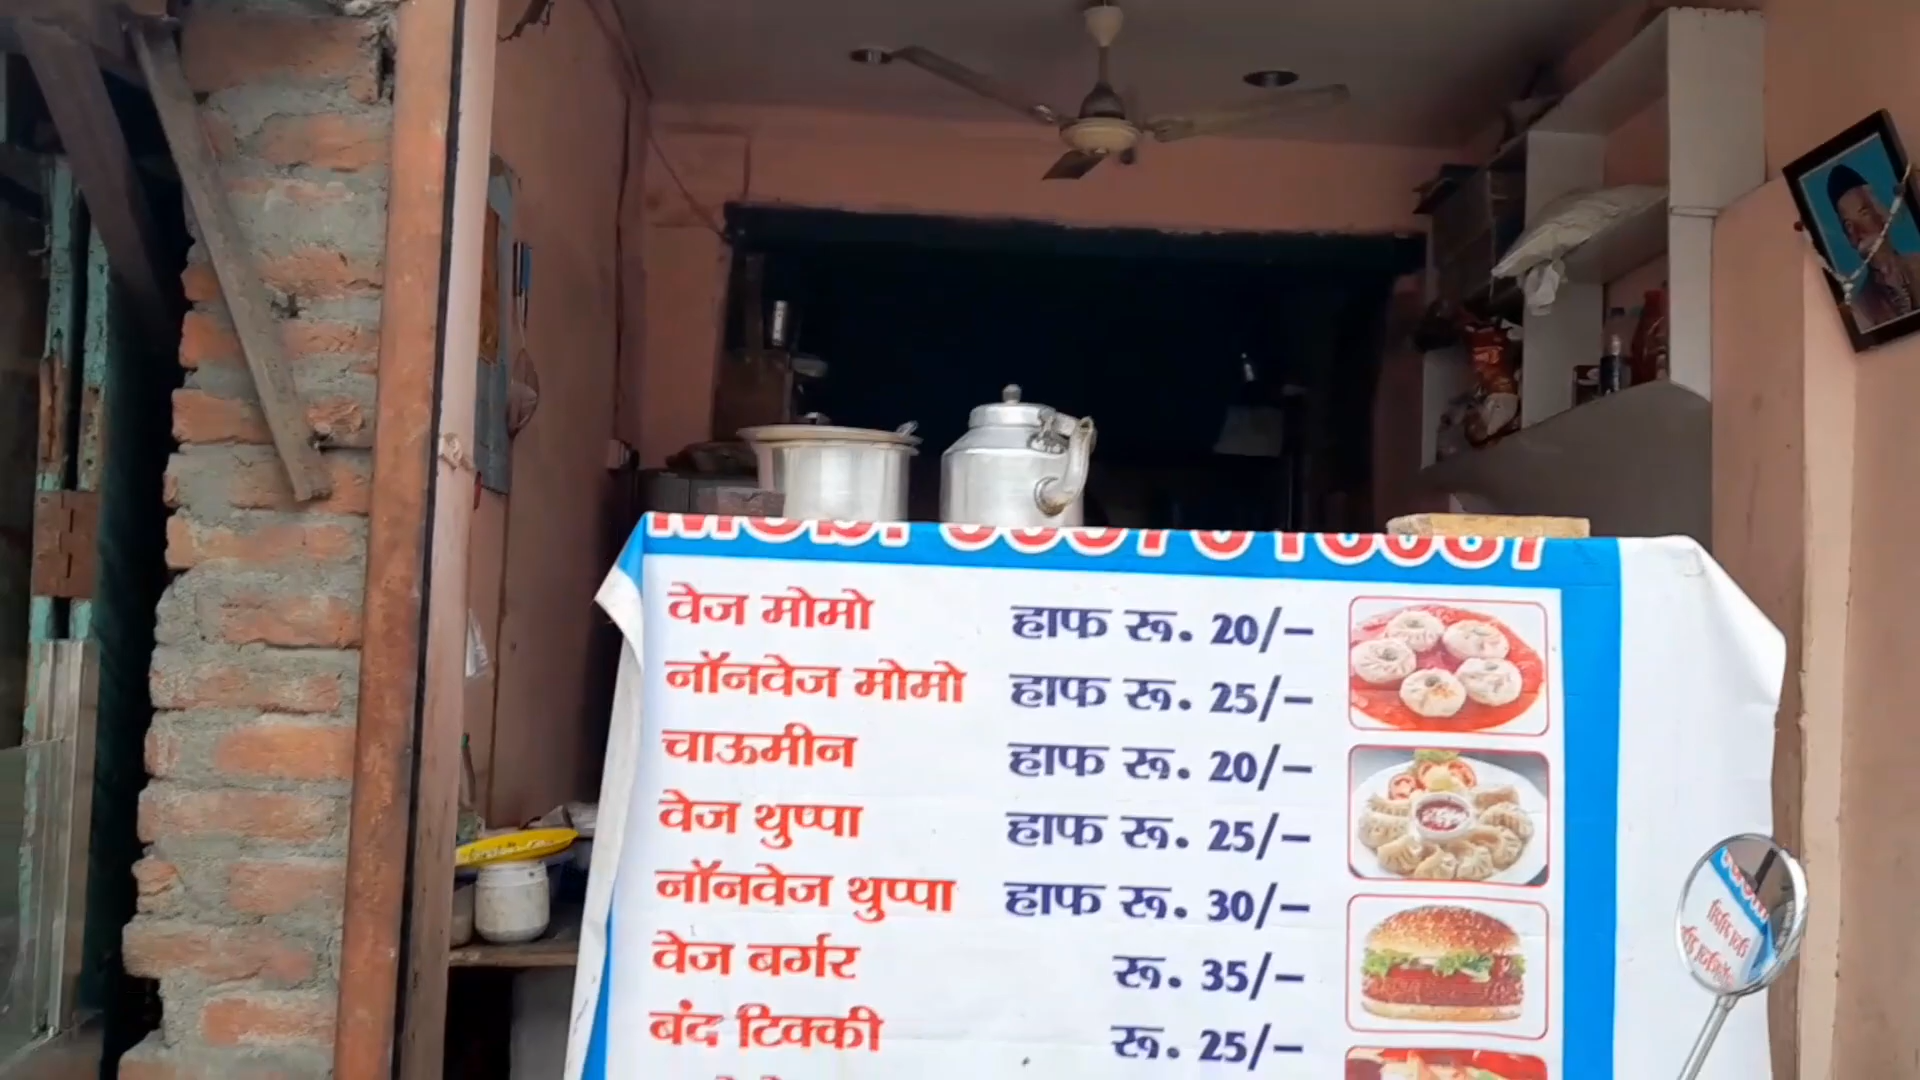 वेज मोमो हाफ रू. 20/-
नॉनवेज मोमो हाफ रू. 25/-
चाऊमीन हाफ रू. 20/-
वेज थुप्पा हाफ रू. 25/-
नॉनवेज थुप्पा हाफ रू. 30/-
वेज बर्गर रू. 35/-
बंद टिक्की रू. 25/-